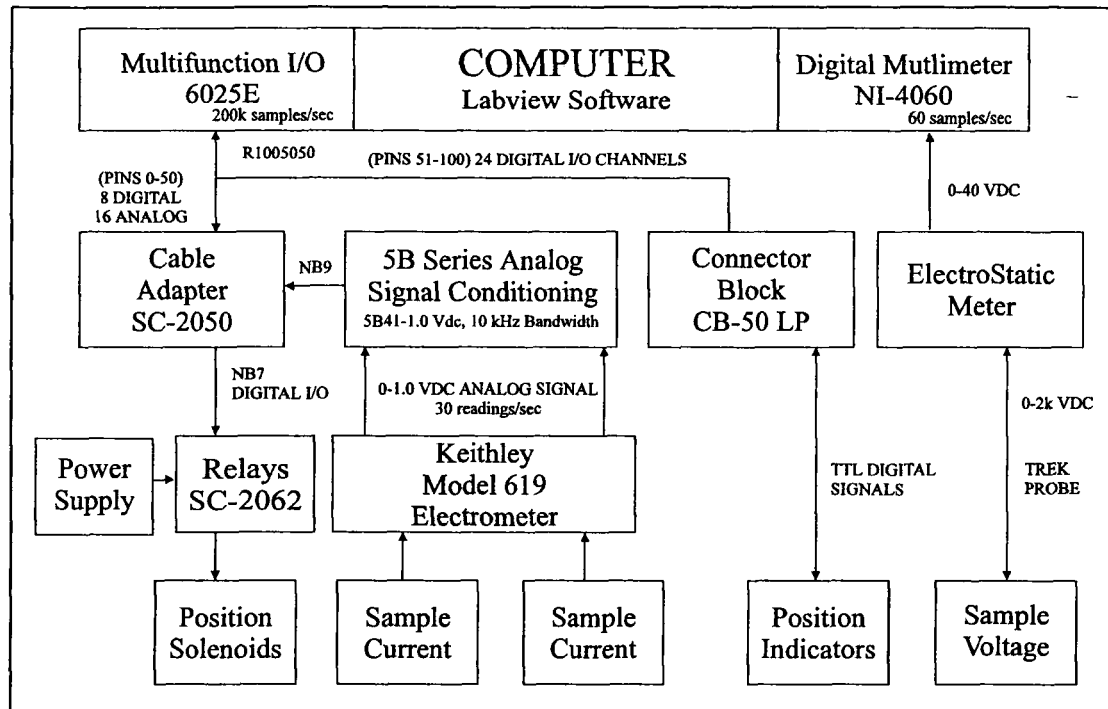 Multifunction I/O
6025E
200k samples/sec
COMPUTER
Labview Software
Digital Mutlimeter
NI-4060
60 samples/sec
R1005050
(PINS 51-100) 24 DIGITAL I/O CHANNELS
(PINS 0-50)
8 DIGITAL
16 ANALOG
0-40 VDC
Cable
Adapter
SC-2050
NB9
5B Series Analog
Signal Conditioning
5B41-1.0 Vdc, 10 kHz Bandwidth
Connector
Block
CB-50 LP
ElectroStatic
Meter
NB7
DIGITAL I/O
0-1.0 VDC ANALOG SIGNAL
30 readings/sec
0-2k VDC
Power
Supply
Relays
SC-2062
Keithley
Model 619
Electrometer
TTL DIGITAL
SIGNALS
TREK
PROBE
Position
Solenoids
Sample
Current
Sample
Current
Position
Indicators
Sample
Voltage